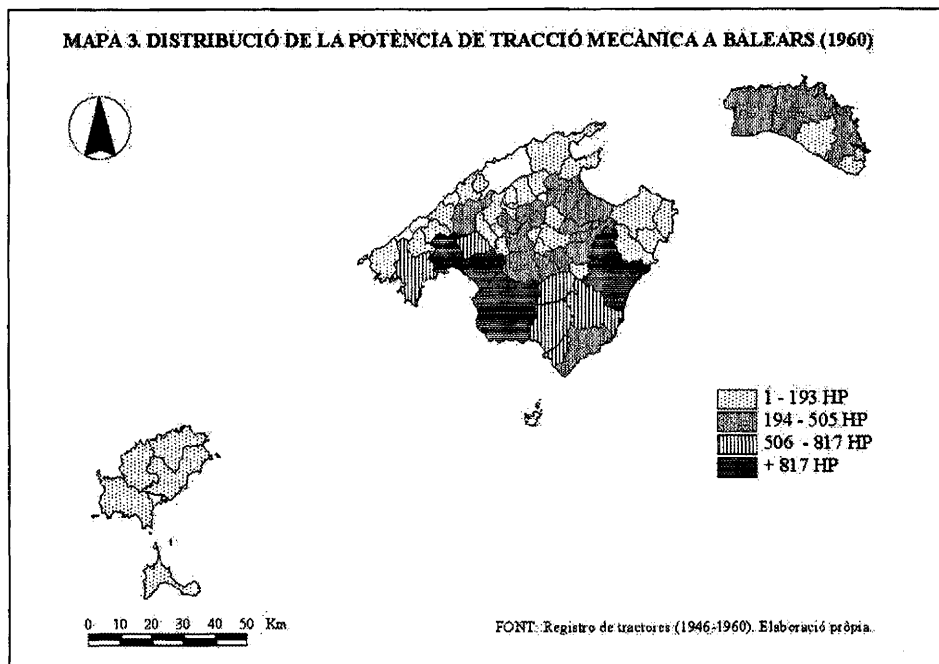 MAPA 3. DISTRIBUCIÓ DE LA POTÈNCIA DE TRACCIÓ MECÀNICA A BALEARS (1960)
1 - 193 HP
194 - 505 HP
506 - 817 HP
+ 817 HP
0 10 20 30 40 50 Km
FONT: Registro de tractores (1946-1960). Elaboració pròpia.